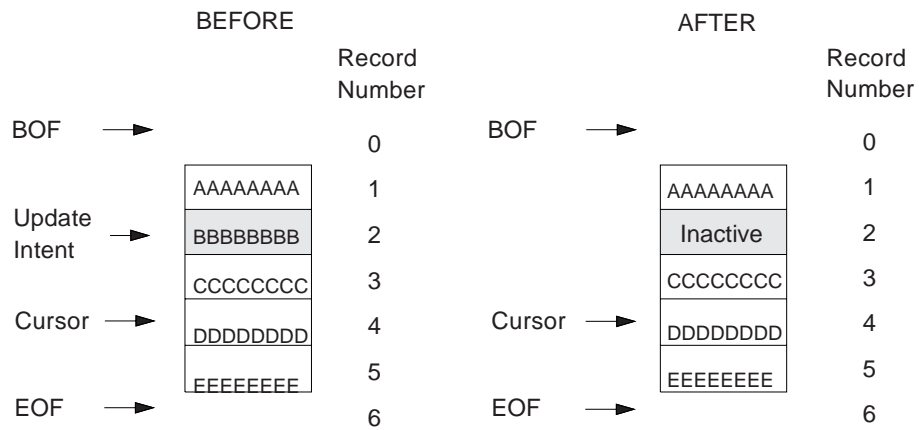 BEFORE
AFTER
Record
Number
Record
Number
BOF
0
BOF
0
AAAAAAAA
1
AAAAAAAA
1
Update
Intent
BBBBBBBB
2
Inactive
2
CCCCCCCC
3
CCCCCCCC
3
Cursor
DDDDDDDD
4
Cursor
DDDDDDDD
4
EEEEEEEE
5
EEEEEEEE
5
EOF
6
EOF
6